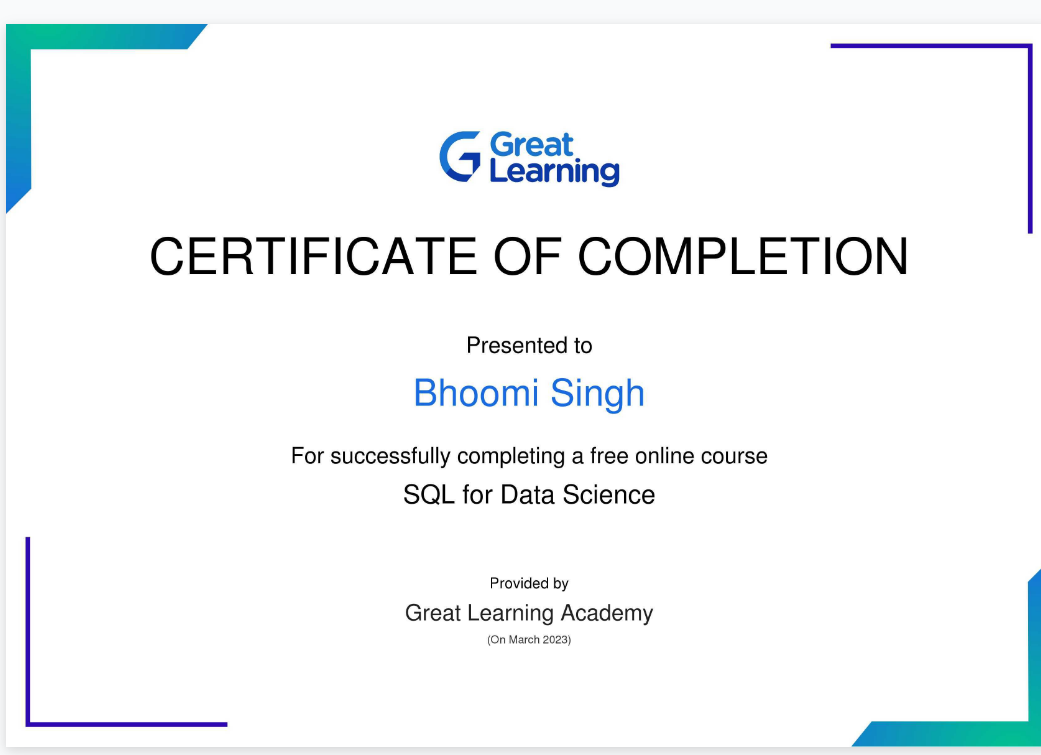 Great
Learning
CERTIFICATE OF COMPLETION
Presented to
Bhoomi Singh
For successfully completing a free online course
SQL for Data Science
Provided by
Great Learning Academy
(On March 2023)